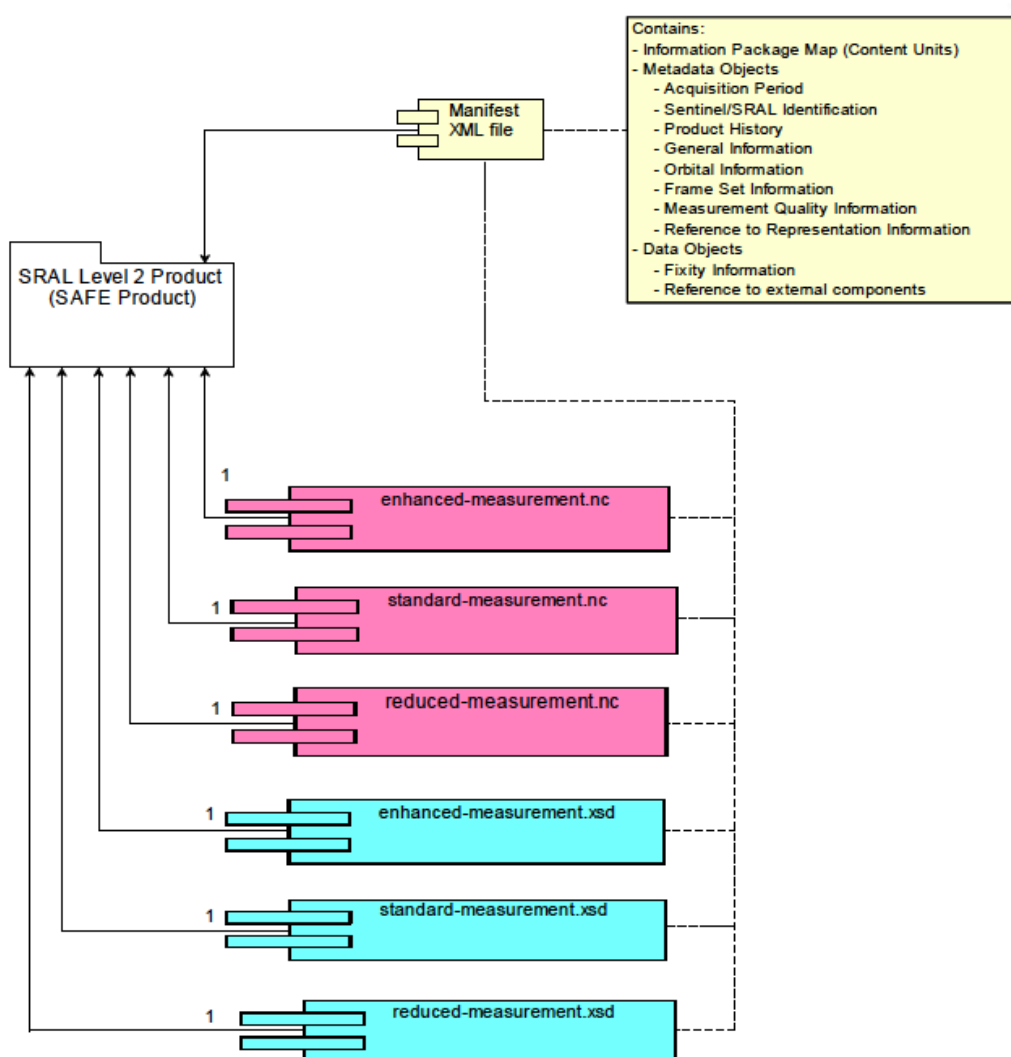 Contains:
- Information Package Map (Content Units)
- Metadata Objects
- Acquisition Period
- Sentinel/SRAL Identification
- Product History
- General Information
- Orbital Information
- Frame Set Information
- Measurement Quality Information
- Reference to Representation Information
- Data Objects
- Fixity Information
- Reference to external components
Manifest
XML file
SRAL Level 2 Product
(SAFE Product)
1
enhanced-measurement.nc
1
standard-measurement.nc
1
reduced-measurement.nc
1
enhanced-measurement.xsd
1
standard-measurement.xsd
1
reduced-measurement.xsd